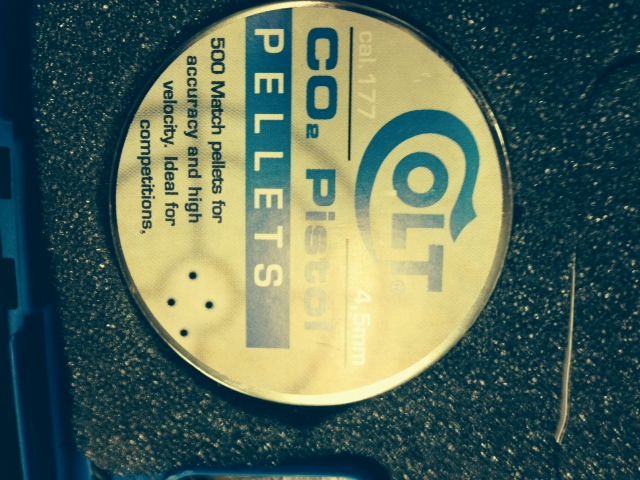 COLT®
cal. 177 4,5mm
CO₂ Pistol
PELLETS
500 Match pellets for
accuracy and high
velocity. Ideal for
competitions,